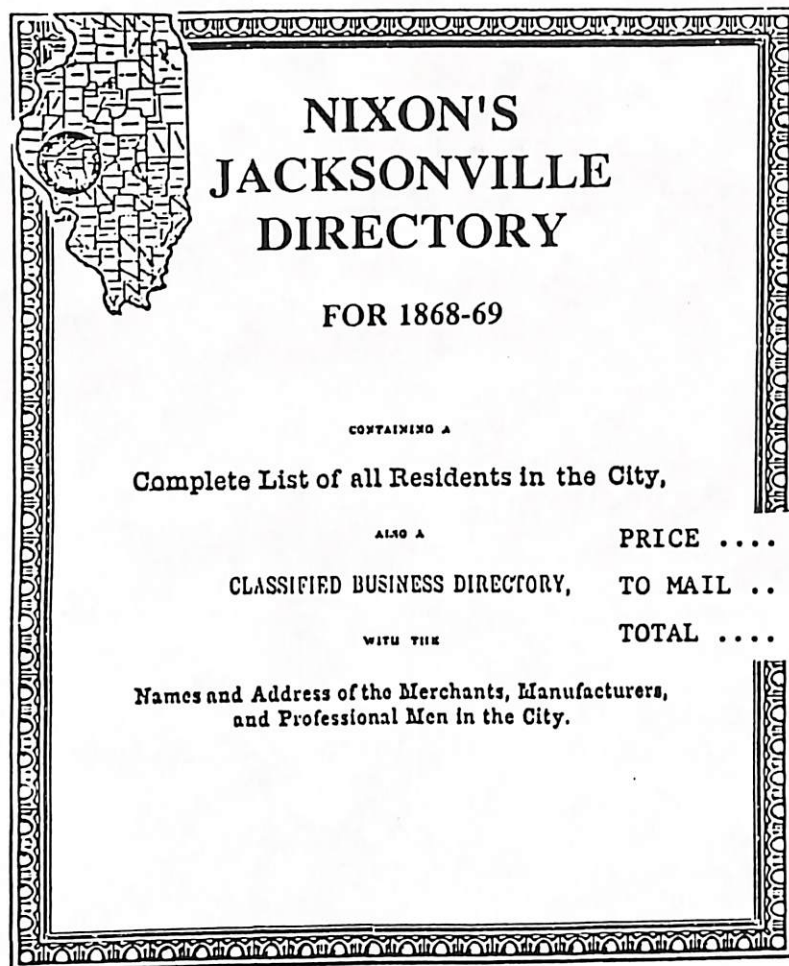 NIXON'S
JACKSONVILLE
DIRECTORY
FOR 1868-69
CONTAINING A
Complete List of all Residents in the City,
ALSO A
CLASSIFIED BUSINESS DIRECTORY,
WITH THE
Names and Address of the Merchants, Manufacturers,
and Professional Men in the City.
PRICE ....
TO MAIL ..
TOTAL ....